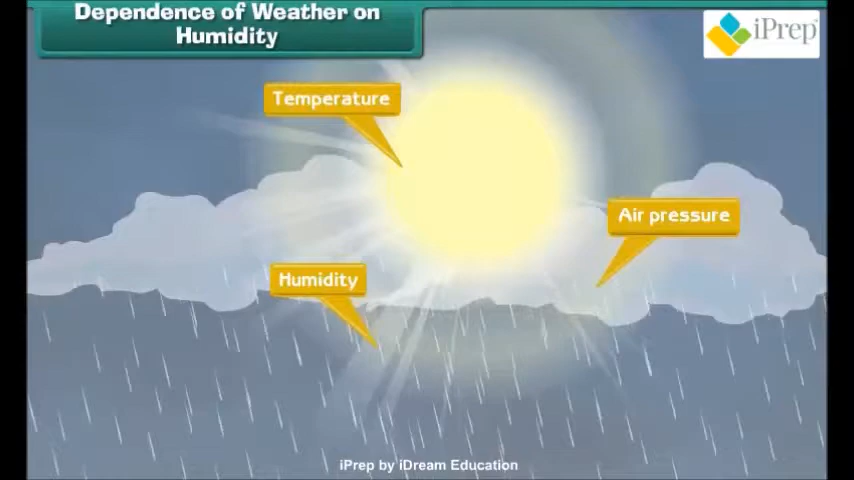 Dependence of Weather on
Humidity
iPrep
Temperature
Air pressure
Humidity
iPrep by iDream Education